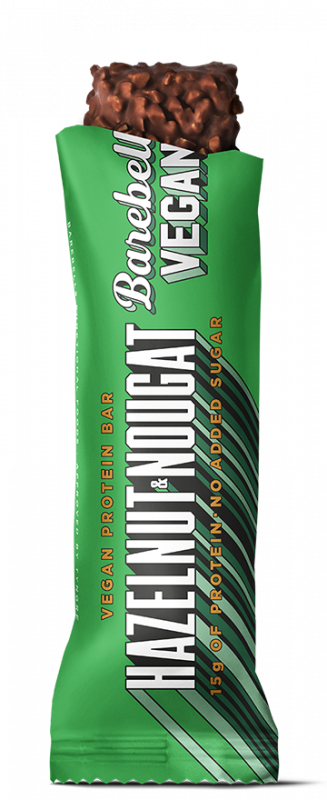 Barebell
VEGAN
HAZELNUT & NOUGAT
VEGAN PROTEIN BAR
15g OF PROTEIN·NO ADDED SUGAR